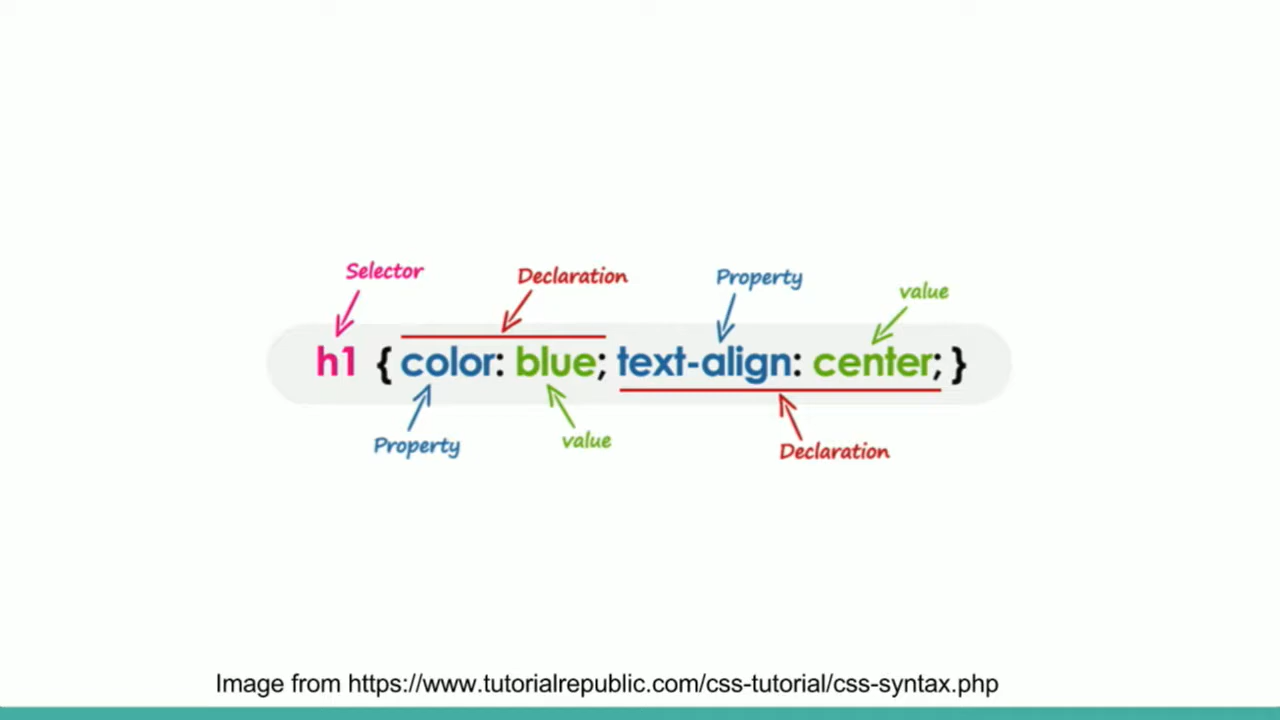 Selector
Declaration
Property
value
h1 { color: blue; text-align: center; }
Property
value
Declaration
Image from https://www.tutorialrepublic.com/css-tutorial/css-syntax.php